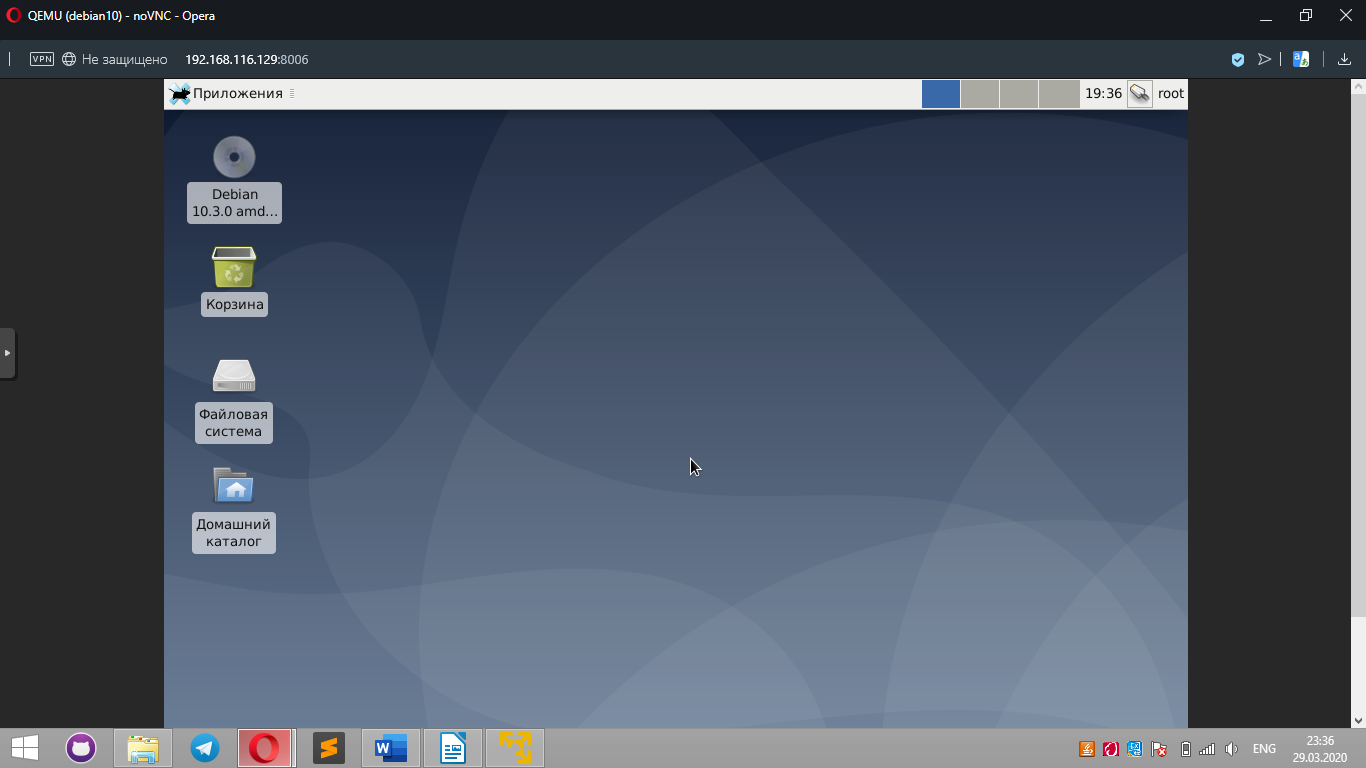 QEMU (debian10) - noVNC - Opera
VPN Не защищено 192.168.116.129:8006
Приложения 19:36 root
Debian
10.3.0 amd...
Корзина
Файловая
система
Домашний
каталог
ENG 23:36
29.03.2020